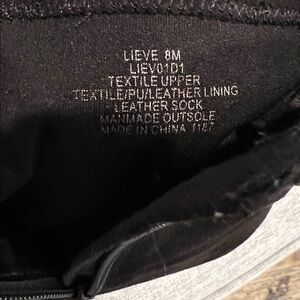 LIEVE 8M
LIEV01D1
TEXTILE UPPER
TEXTILE/PU/LEATHER LINING
LEATHER SOCK
MANMADE OUTSOLE
MADE IN CHINA 1187